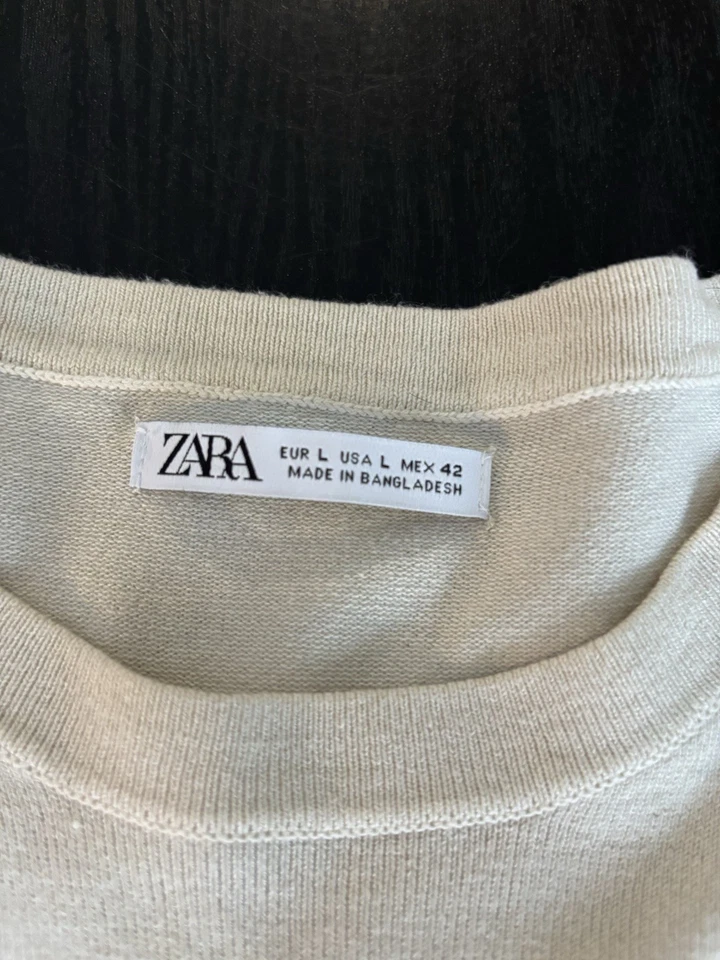 ZARA
EUR L USA L MEX 42
MADE IN BANGLADESH